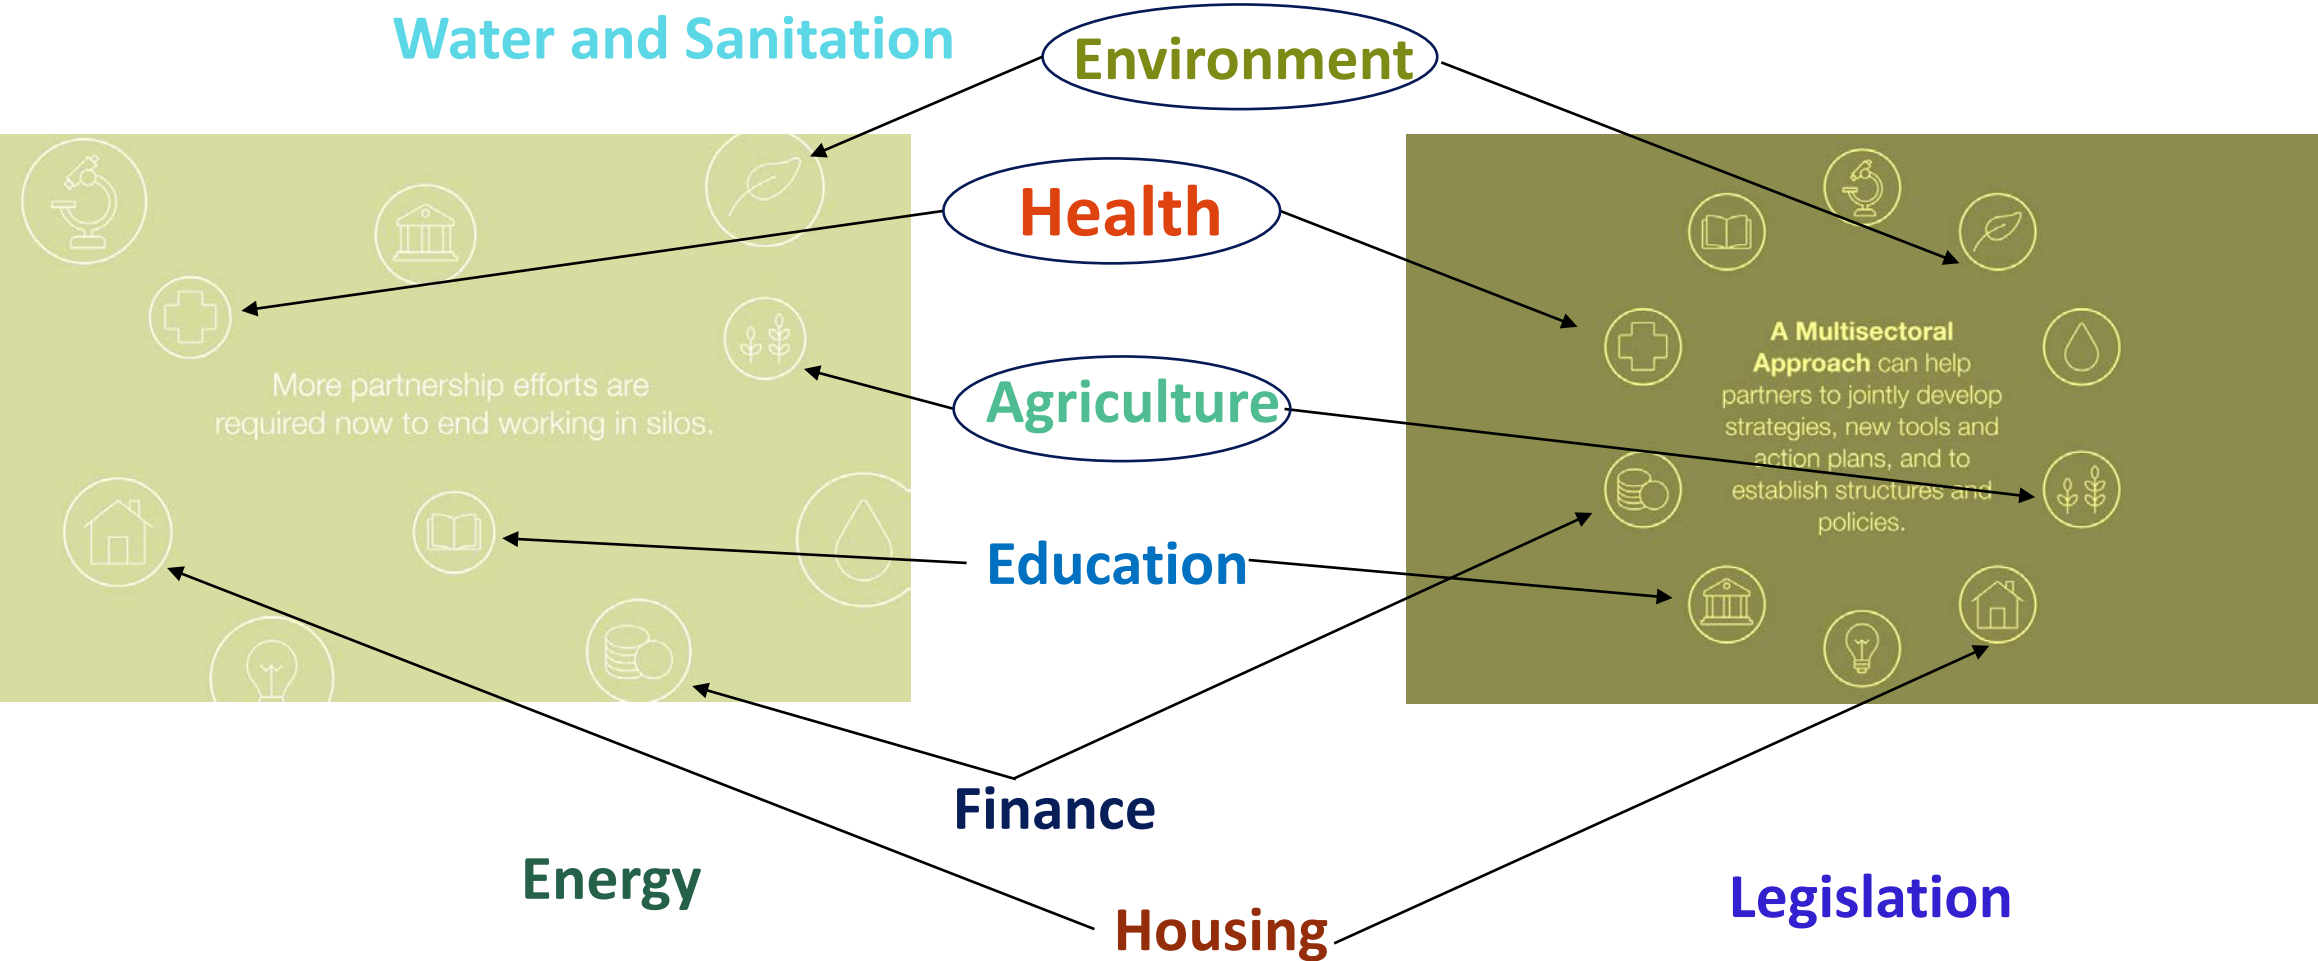 Water and Sanitation
Environment
Health
Agriculture
Education
Finance
Energy
Housing
Legislation
More partnership efforts are
required now to end working in silos.
A Multisectoral
Approach can help
partners to jointly develop
strategies, new tools and
action plans, and to
establish structures and
policies.